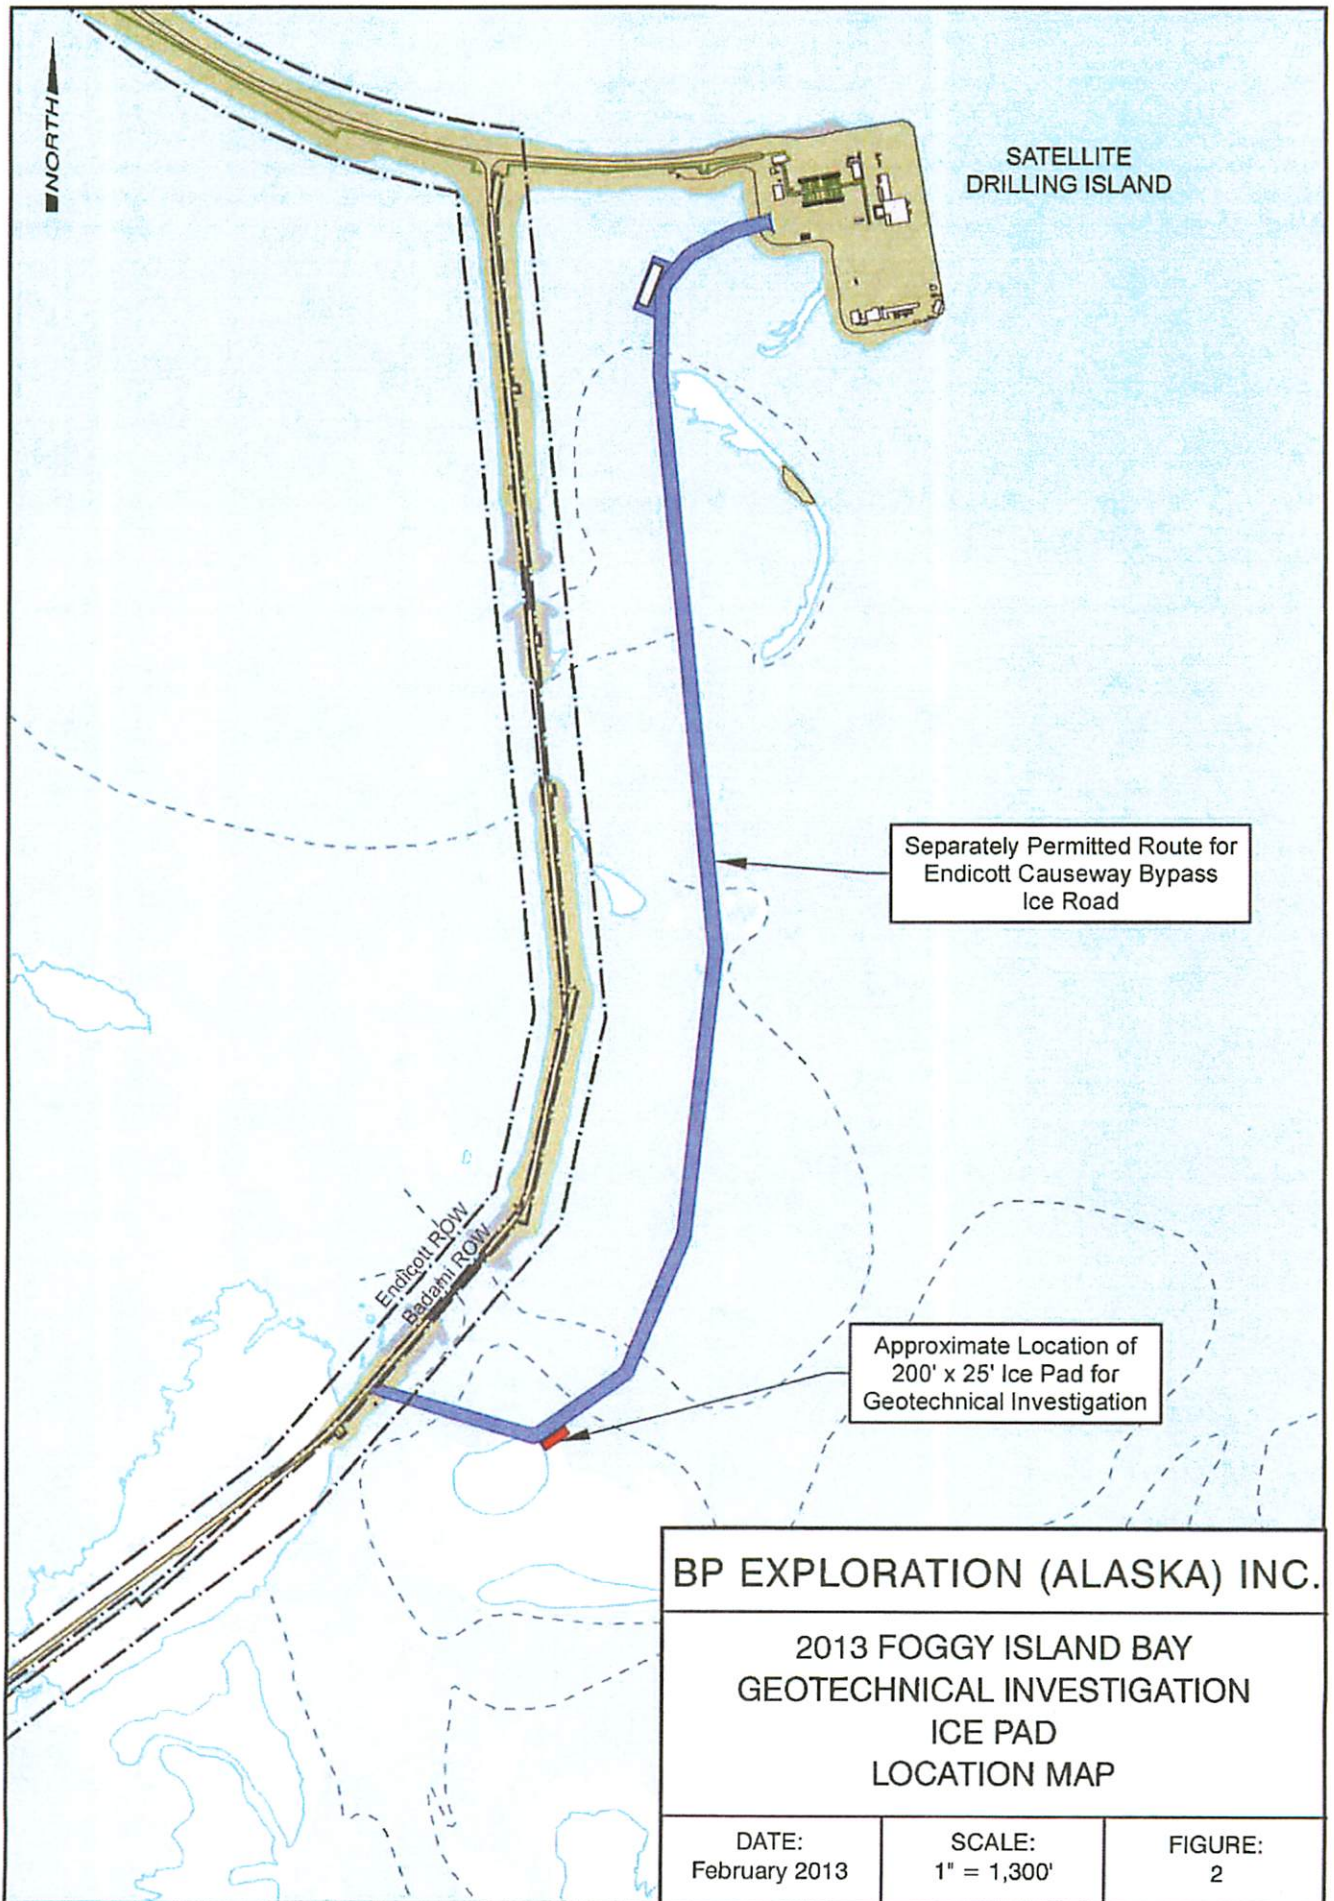 NORTH
SATELLITE
DRILLING ISLAND
Separately Permitted Route for
Endicott Causeway Bypass
Ice Road
Endicott ROW
Badami ROW
Approximate Location of
200' x 25' Ice Pad for
Geotechnical Investigation
BP EXPLORATION (ALASKA) INC.
2013 FOGGY ISLAND BAY
GEOTECHNICAL INVESTIGATION
ICE PAD
LOCATION MAP
DATE:
February 2013
SCALE:
1" = 1,300'
FIGURE:
2